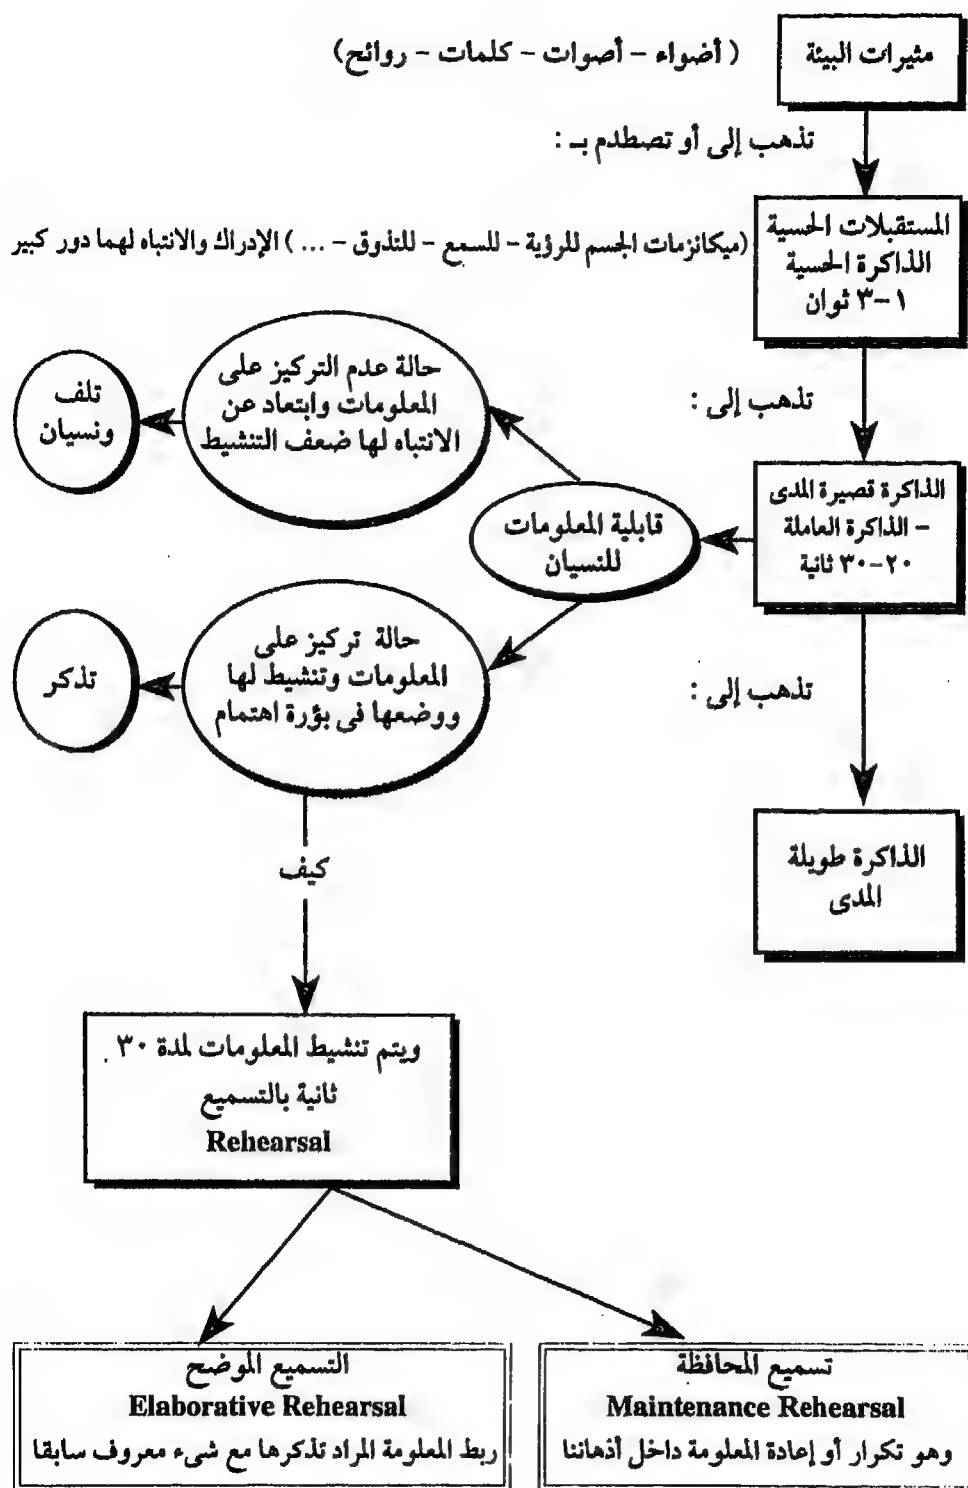 مثيرات البيئة
( أضواء - أصوات - كلمات - روائح)
تذهب إلى أو تصطدم بـ :
المستقبلات الحسية
الذاكرة الحسية
١-٣ ثوان
(ميكانزمات الجسم للرؤية - للسمع - للتذوق - ... ) الإدراك والانتباه لهما دور كبير
تذهب إلى :
الذاكرة قصيرة المدى
- الذاكرة العاملة
٢٠-٣٠ ثانية
قابلية المعلومات
للنسيان
حالة عدم التركيز على
المعلومات وابتعاد عن
الانتباه لها ضعف التنشيط
تلف
ونسيان
حالة تركيز على
المعلومات وتنشيط لها
ووضعها فى بؤرة اهتمام
تذكر
تذهب إلى :
الذاكرة طويلة
المدى
كيف
ويتم تنشيط المعلومات لمدة ٣٠
ثانية بالتسميع
Rehearsal
تسميع المحافظة
Maintenance Rehearsal
وهو تكرار أو إعادة المعلومة داخل أذهاننا
التسميع الموضح
Elaborative Rehearsal
ربط المعلومة المراد تذكرها مع شىء معروف سابقا